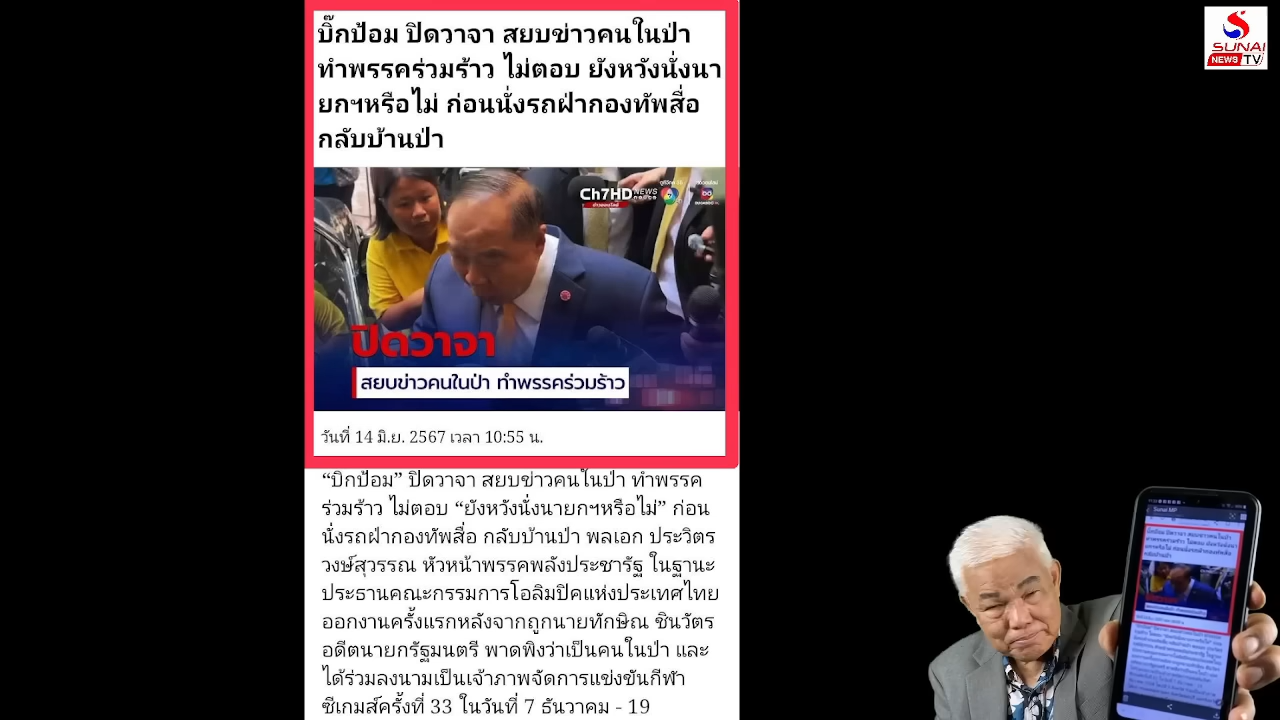 บิ๊กป้อม ปิดวาจา สยบข่าวคนในป่า
ทำพรรคร่วมร้าว ไม่ตอบ ยังหวังนั่งนา
ยกฯหรือไม่ ก่อนนั่งรถฝ่ากองทัพสื่อ
กลับบ้านป่า
Ch7HD NEWS
ปิดวาจา
สยบข่าวคนในป่า ทำพรรคร่วมร้าว
วันที่ 14 มิ.ย. 2567 เวลา 10:55 น.
“บิกป้อม” ปิดวาจา สยบข่าวคนในป่า ทำพรรค
ร่วมร้าว ไม่ตอบ “ยังหวังนั่งนายกฯหรือไม่” ก่อน
นั่งรถฝ่ากองทัพสื่อ กลับบ้านป่า พลเอก ประวิตร
วงษ์สุวรรณ หัวหน้าพรรคพลังประชารัฐ ในฐานะ
ประธานคณะกรรมการโอลิมปิคแห่งประเทศไทย
ออกงานครั้งแรกหลังจากถูกนายทักษิณ ชินวัตร
อดีตนายกรัฐมนตรี พาดพิงว่าเป็นคนในป่า และ
ได้ร่วมลงนามเป็นเจ้าภาพจัดการแข่งขันกีฬา
ซีเกมส์ครั้งที่ 33 ในวันที่ 7 ธันวาคม - 19
SUNAI
NEWS TV
Sunai MP